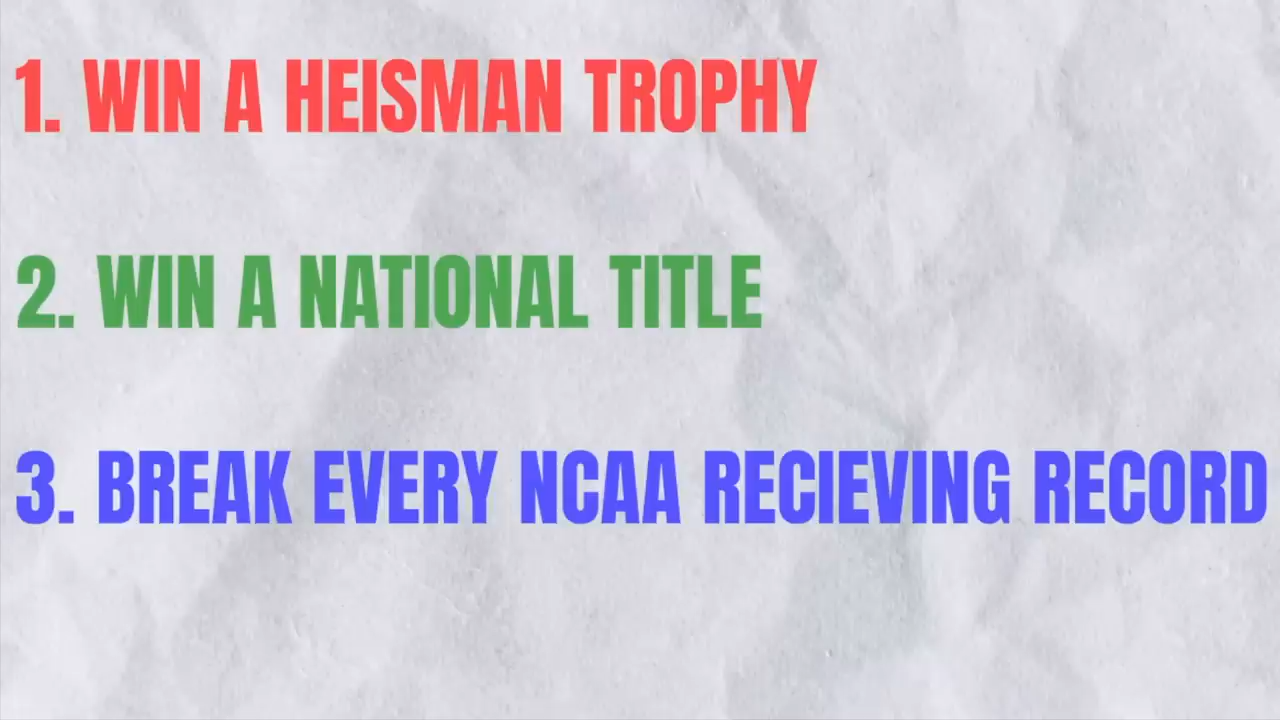 1. WIN A HEISMAN TROPHY
2. WIN A NATIONAL TITLE
3. BREAK EVERY NCAA RECIEVING RECORD